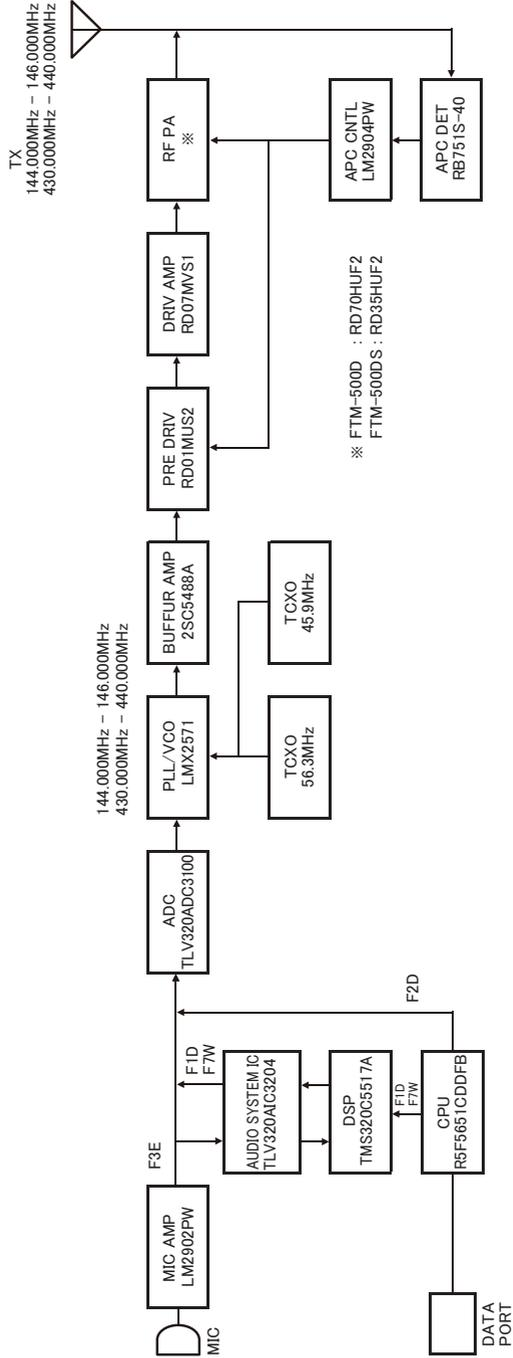 TX
144.000MHz - 146.000MHz
430.000MHz - 440.000MHz
144.000MHz - 146.000MHz
430.000MHz - 440.000MHz
MIC
MIC AMP
LM2902PW
F3E
F1D
F7W
ADC
TLV320ADC3100
PLL/VCO
LMX2571
BUFFUR AMP
2SC5488A
PRE DRIV
RD01MUS2
DRIV AMP
RD07MVS1
RF PA
※
AUDIO SYSTEM IC
TLV320AIC3204
TCXO
56.3MHz
TCXO
45.9MHz
DSP
TMS320C5517A
APC CNTL
LM2904PW
F1D
F7W
F2D
※ FTM-500D : RD70HUF2
FTM-500DS : RD35HUF2
CPU
R5F5651CDDFB
APC DET
RB751S-40
DATA
PORT